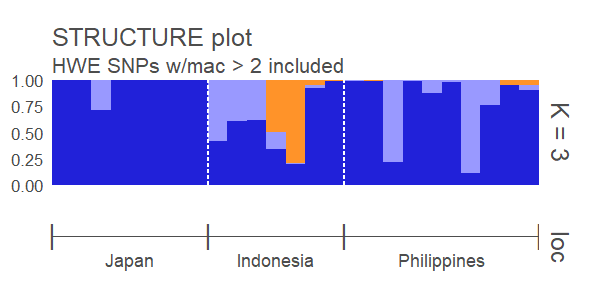 STRUCTURE plot
HWE SNPs w/mac > 2 included
1.00
0.75
0.50
0.25
0.00
K = 3
Japan
Indonesia
Philippines
loc